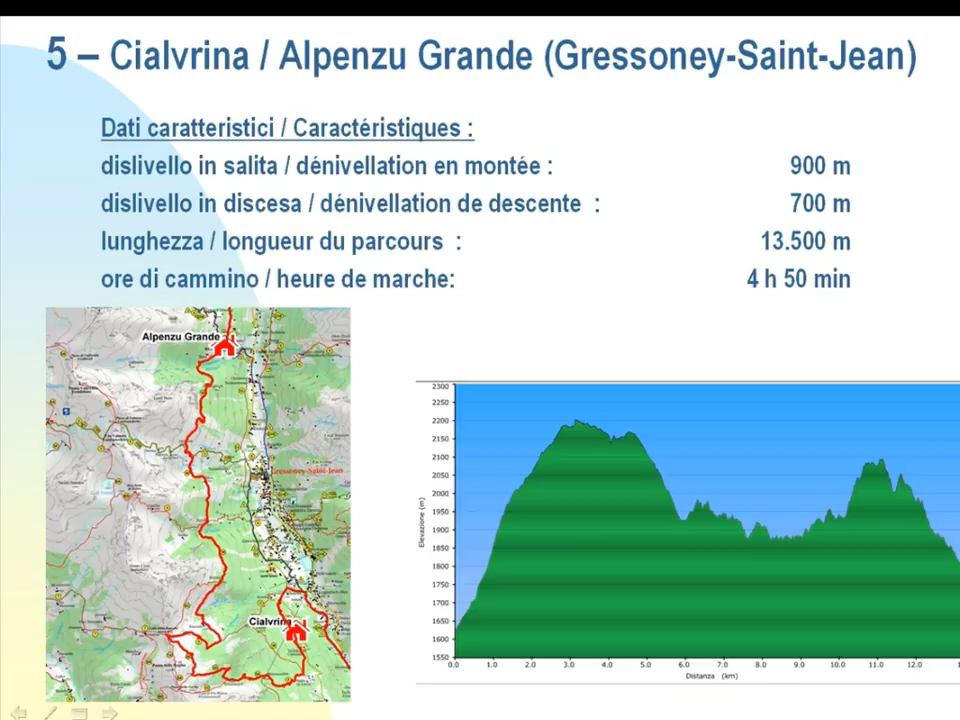 5 – Cialvrina / Alpenzu Grande (Gressoney-Saint-Jean)
Dati caratteristici / Caractéristiques :
dislivello in salita / dénivellation en montée : 900 m
dislivello in discesa / dénivellation de descente : 700 m
lunghezza / longueur du parcours : 13.500 m
ore di cammino / heure de marche: 4 h 50 min
Alpenzu Grande
Gressoney-Saint-Jean
Cialvrina
2300
2250
2200
2150
2100
2050
2000
1950
1900
1850
1800
1750
1700
1650
1600
1550
Elevazione (m)
0.0 1.0 2.0 3.0 4.0 5.0 6.0 7.0 8.0 9.0 10.0 11.0 12.0
Distanza (km)